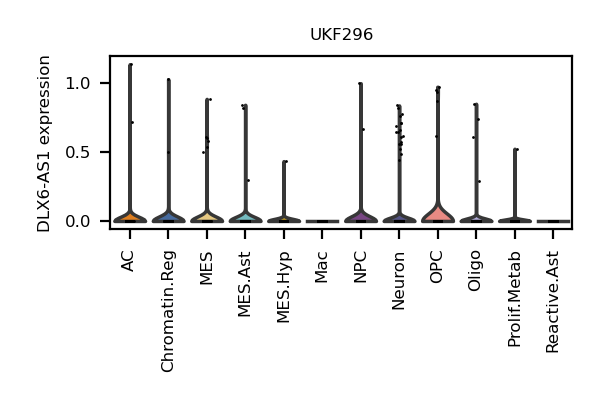 UKF296
DLX6-AS1 expression
1.0
0.5
0.0
AC
Chromatin.Reg
MES
MES.Ast
MES.Hyp
Mac
NPC
Neuron
OPC
Oligo
Prolif.Metab
Reactive.Ast